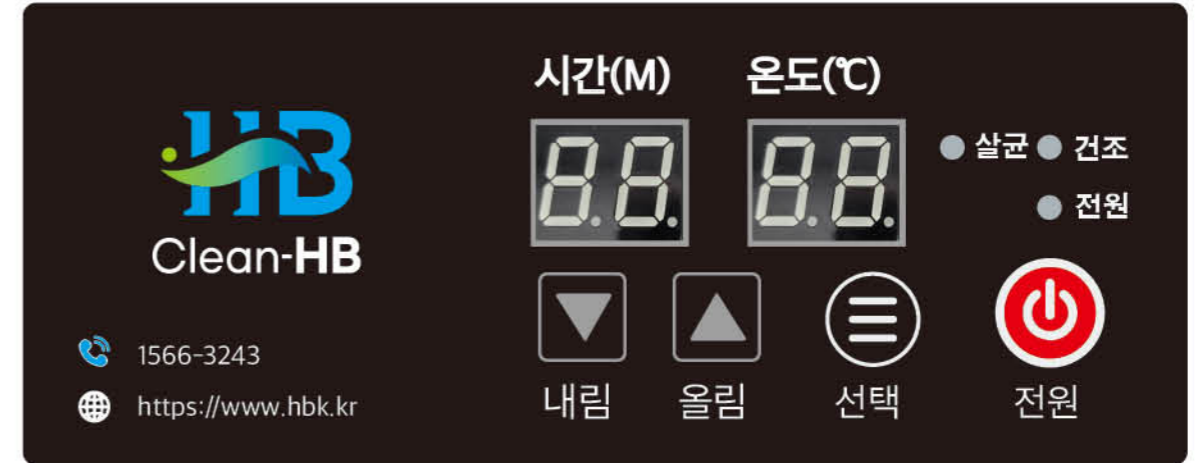 HB
Clean-HB
1566-3243
https://www.hbk.kr
시간(M) 온도(℃)
88 88
살균 건조
전원
내림 올림 선택 전원